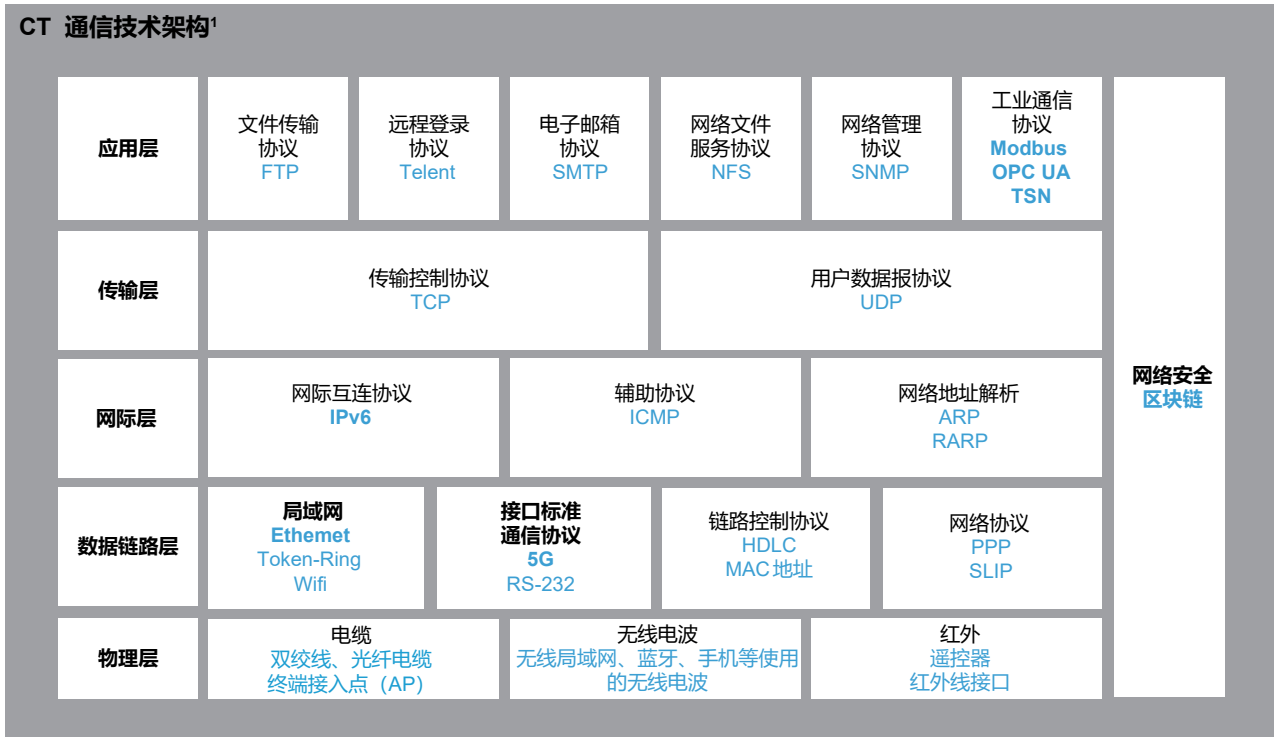 CT 通信技术架构¹
应用层
文件传输
协议
FTP
远程登录
协议
Telent
电子邮箱
协议
SMTP
网络文件
服务协议
NFS
网络管理
协议
SNMP
工业通信
协议
Modbus
OPC UA
TSN
传输层
传输控制协议
TCP
用户数据报协议
UDP
网际层
网际互连协议
IPv6
辅助协议
ICMP
网络地址解析
ARP
RARP
数据链路层
局域网
Ethemet
Token-Ring
Wifi
接口标准
通信协议
5G
RS-232
链路控制协议
HDLC
MAC地址
网络协议
PPP
SLIP
物理层
电缆
双绞线、光纤电缆
终端接入点（AP）
无线电波
无线局域网、蓝牙、手机等使用
的无线电波
红外
遥控器
红外线接口
网络安全
区块链